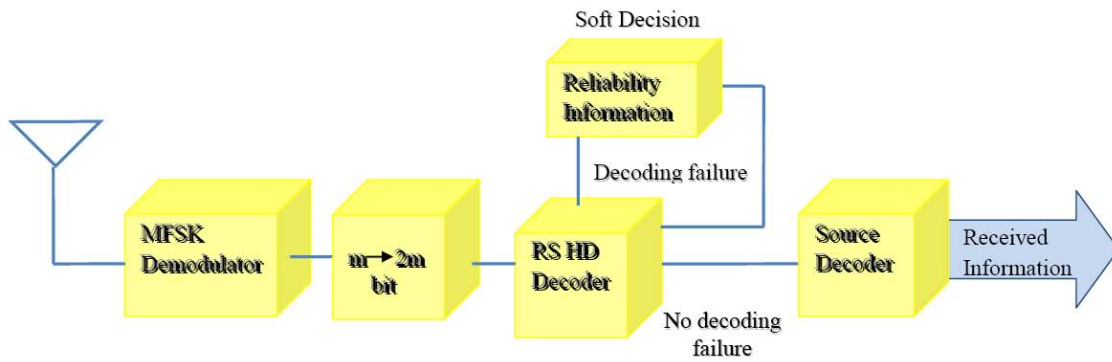 Soft Decision
Reliability
Information
Decoding failure
MFSK
Demodulator
m→2m
bit
RS HD
Decoder
Source
Decoder
Received
Information
No decoding
failure